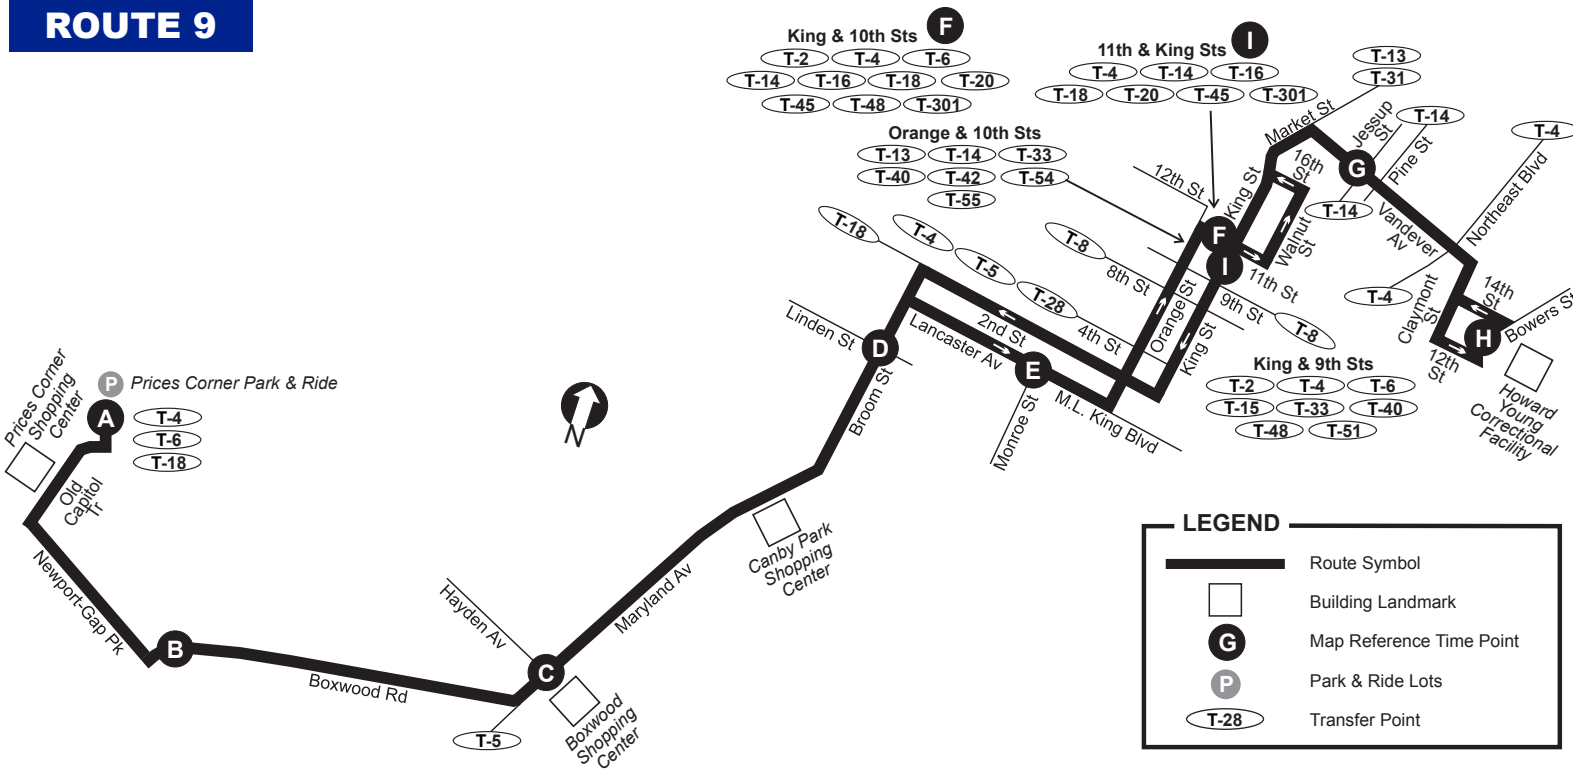 ROUTE 9
King & 10th Sts F
T-2 T-4 T-6
T-14 T-16 T-18 T-20
T-45 T-48 T-301
11th & King Sts I
T-4 T-14 T-16
T-18 T-20 T-45 T-301
Orange & 10th Sts
T-13 T-14 T-33
T-40 T-42 T-54
T-55
T-13
T-31
Market St
Jessup
St
T-14
Pine St
T-4
Northeast Blvd
G
16th
St
12th St
King St
T-14
Vandever
Av
Walnut
St
F
I
11th St
T-18
T-4
T-5
T-28
T-8
8th St
9th St
T-8
4th St
2nd St
Orange St
King St
Lancaster Av
Linden St
D
E
Broom St
Monroe St
M.L. King Blvd
T-4
Claymont
St
14th
St
Bowers St
H
12th
St
Howard
Young
Correctional
Facility
King & 9th Sts
T-2 T-4 T-6
T-15 T-33 T-40
T-48 T-51
P Prices Corner Park & Ride
Prices Corner
Shopping
Center
A
T-4
T-6
T-18
Old
Capitol
Tr
N
Newport-Gap Pk
B
Boxwood Rd
Hayden Av
C
T-5
Boxwood
Shopping
Center
Maryland Av
Canby Park
Shopping
Center
LEGEND
Route Symbol
Building Landmark
G Map Reference Time Point
P Park & Ride Lots
T-28 Transfer Point